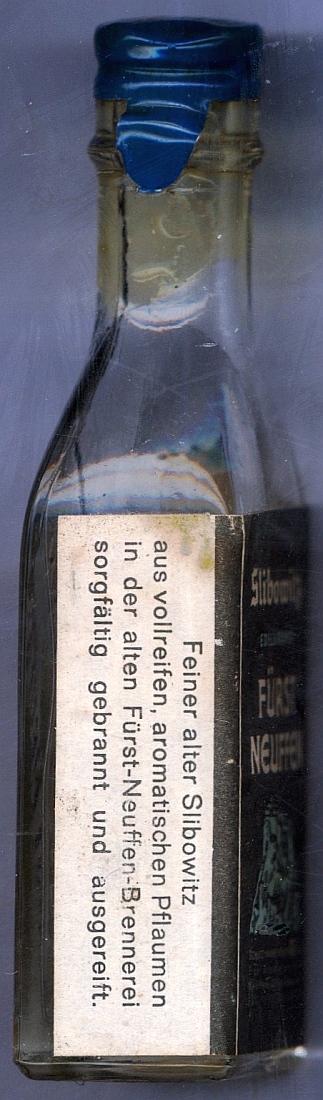 Feiner alter Slibowitz
aus vollreifen, aromatischen Pflaumen
in der alten Fürst-Neuffen-Brennerei
sorgfältig gebrannt und ausgereift.
Slibowitz
FÜRST
NEUFFEN